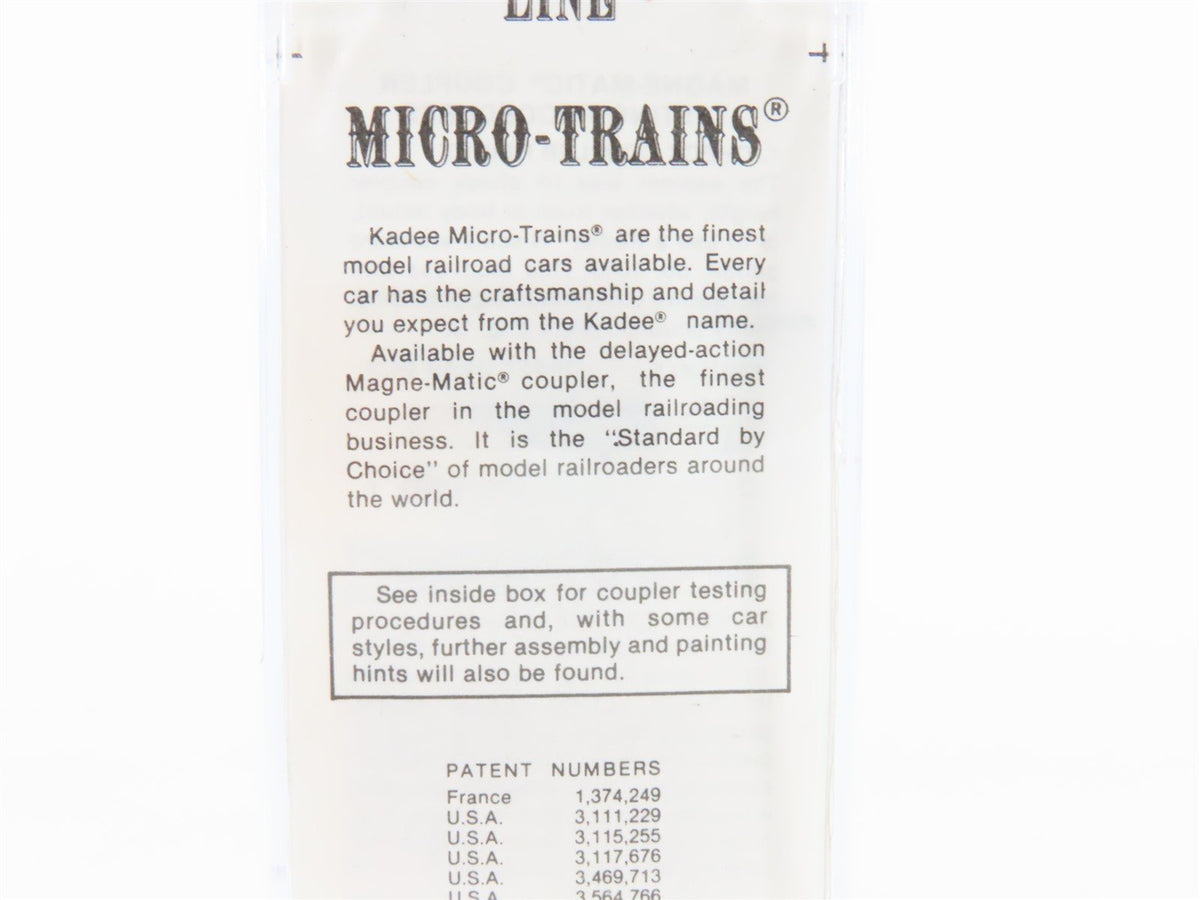 LINE
MICRO-TRAINS®
Kadee Micro-Trains® are the finest
model railroad cars available. Every
car has the craftsmanship and detail
you expect from the Kadee® name.
Available with the delayed-action
Magne-Matic® coupler, the finest
coupler in the model railroading
business. It is the "Standard by
Choice" of model railroaders around
the world.
See inside box for coupler testing
procedures and, with some car
styles, further assembly and painting
hints will also be found.
PATENT NUMBERS
France 1,374,249
U.S.A. 3,111,229
U.S.A. 3,115,255
U.S.A. 3,117,676
U.S.A. 3,469,713
U.S.A. 3,564,766